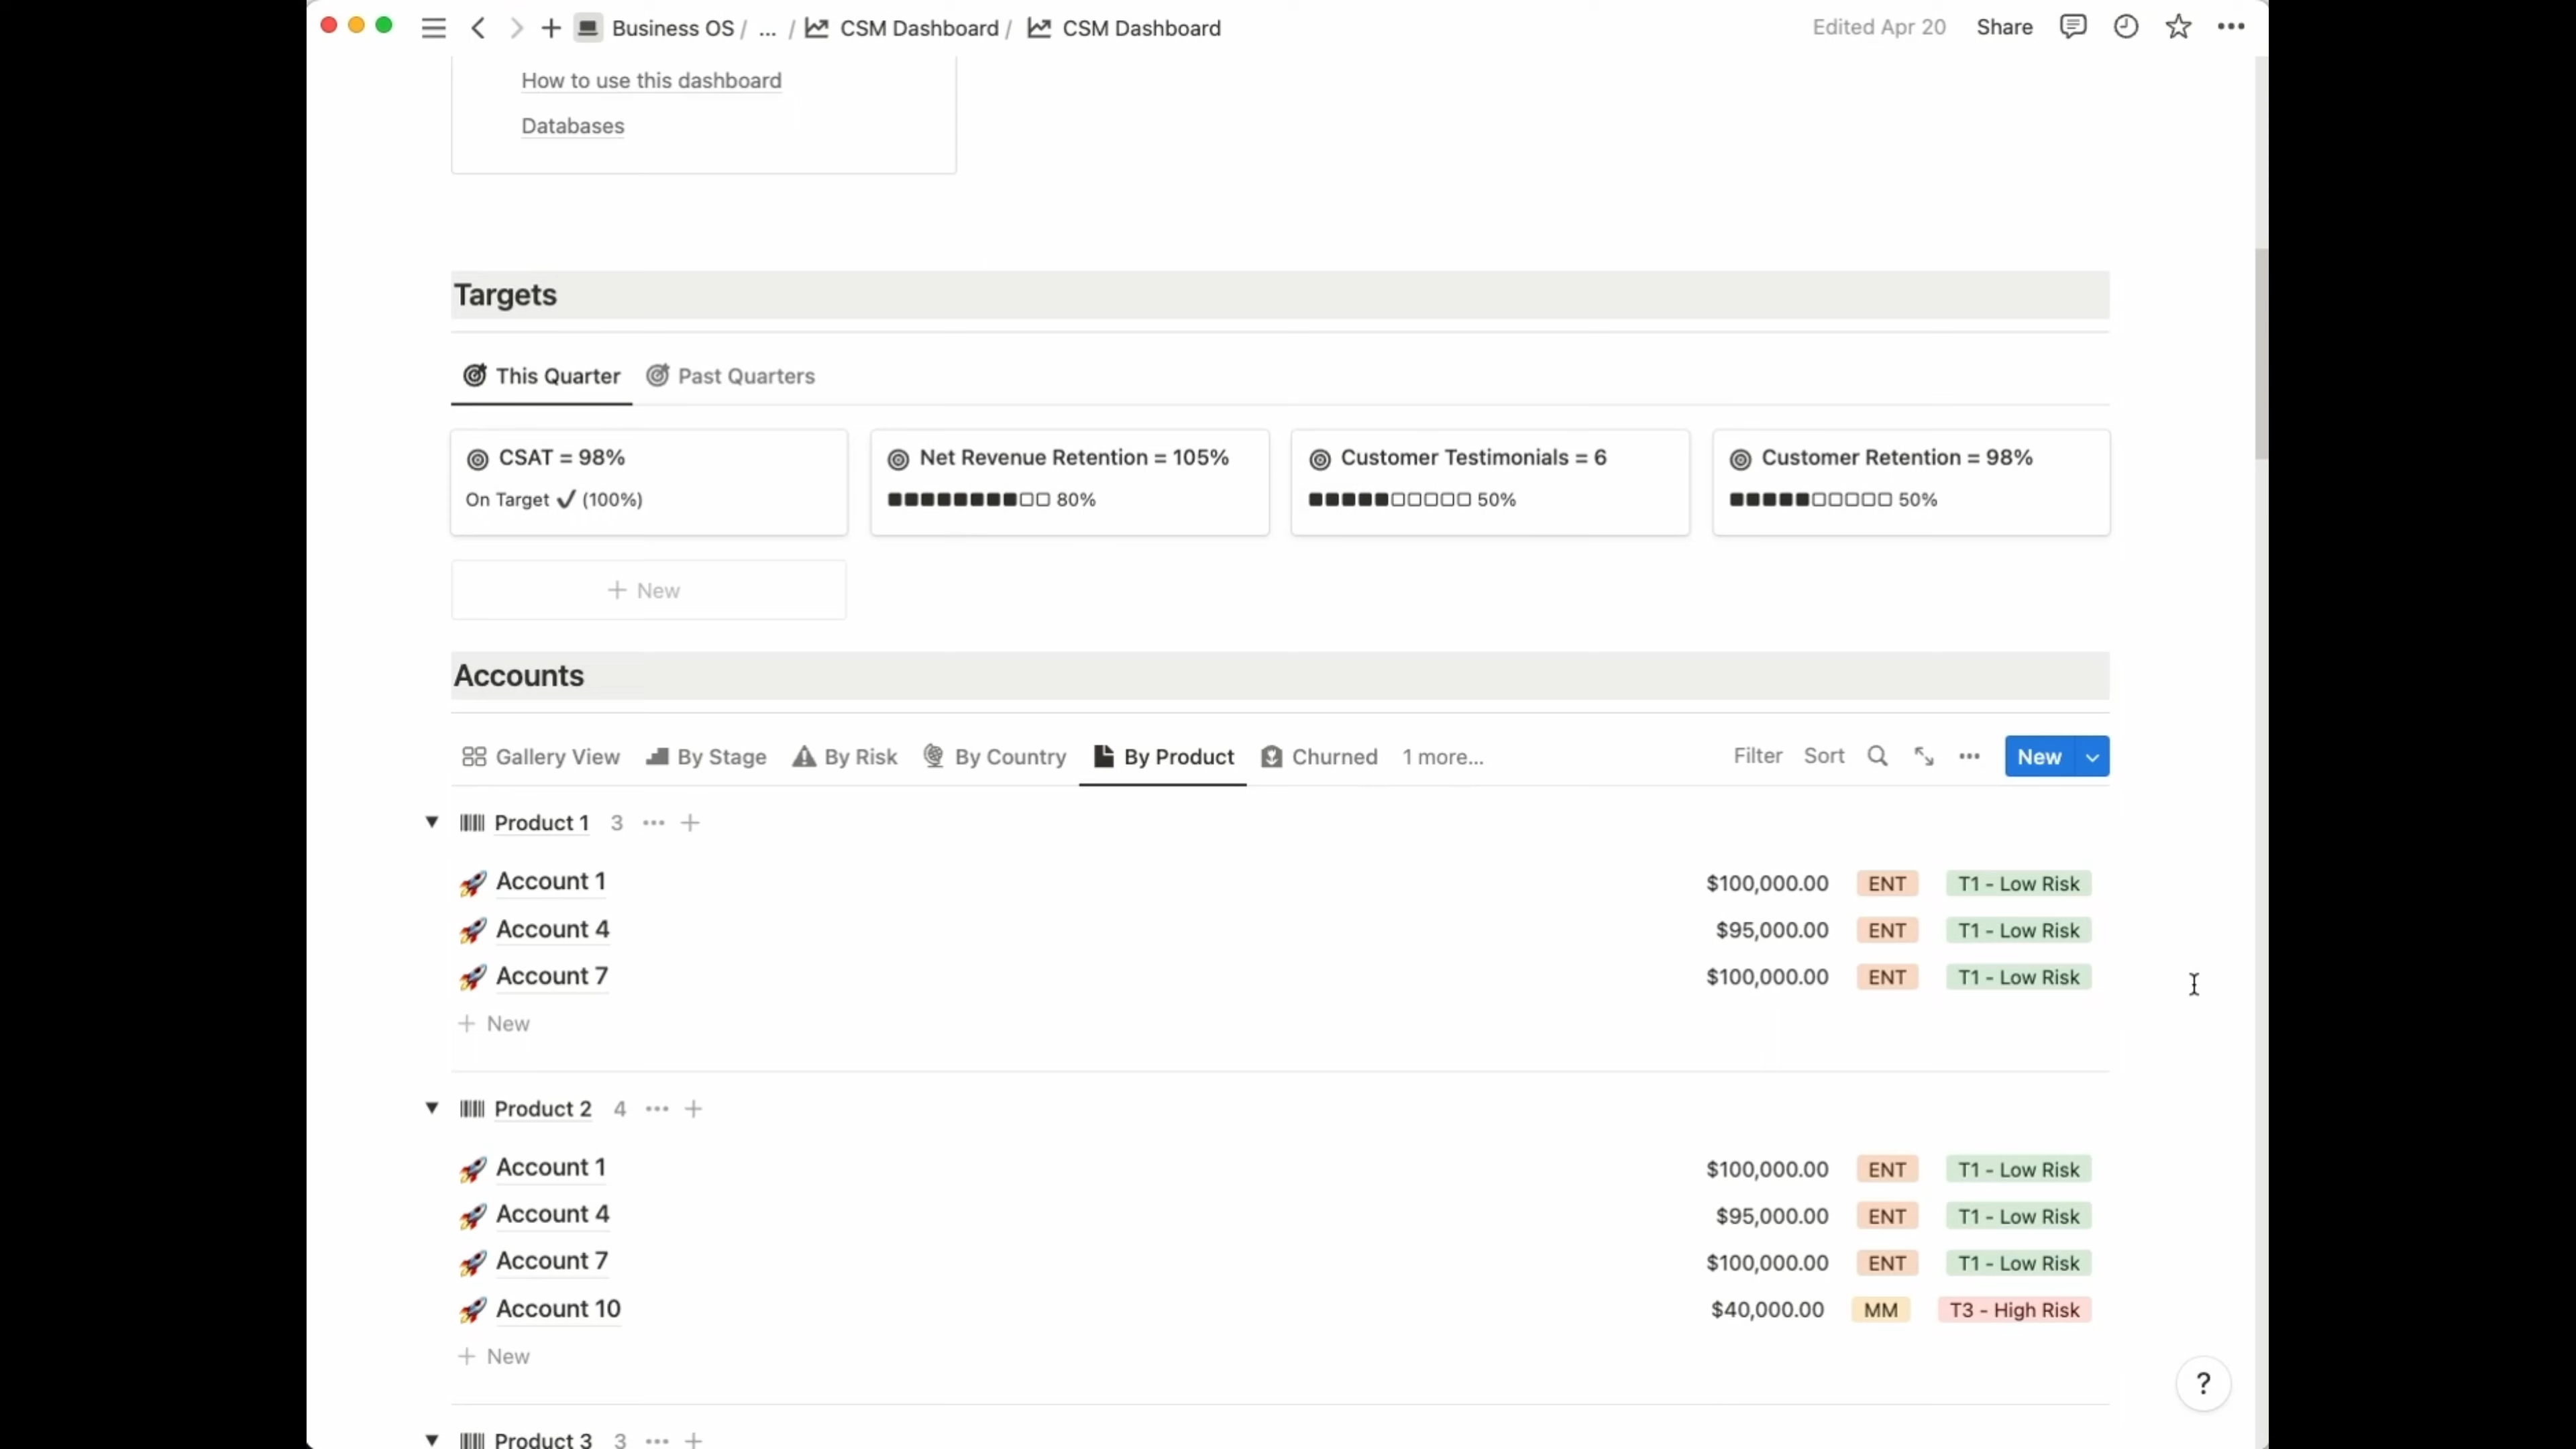 Business OS / ... / CSM Dashboard / CSM Dashboard
Edited Apr 20 Share
How to use this dashboard
Databases
Targets
This Quarter Past Quarters
CSAT = 98% Net Revenue Retention = 105% Customer Testimonials = 6 Customer Retention = 98%
On Target ✓ (100%) 80% 50% 50%
+ New
Accounts
Gallery View By Stage By Risk By Country By Product Churned 1 more... Filter Sort New
Product 1 3
Account 1 $100,000.00 ENT T1 - Low Risk
Account 4 $95,000.00 ENT T1 - Low Risk
Account 7 $100,000.00 ENT T1 - Low Risk
+ New
Product 2 4
Account 1 $100,000.00 ENT T1 - Low Risk
Account 4 $95,000.00 ENT T1 - Low Risk
Account 7 $100,000.00 ENT T1 - Low Risk
Account 10 $40,000.00 MM T3 - High Risk
+ New
?
Product 3 3